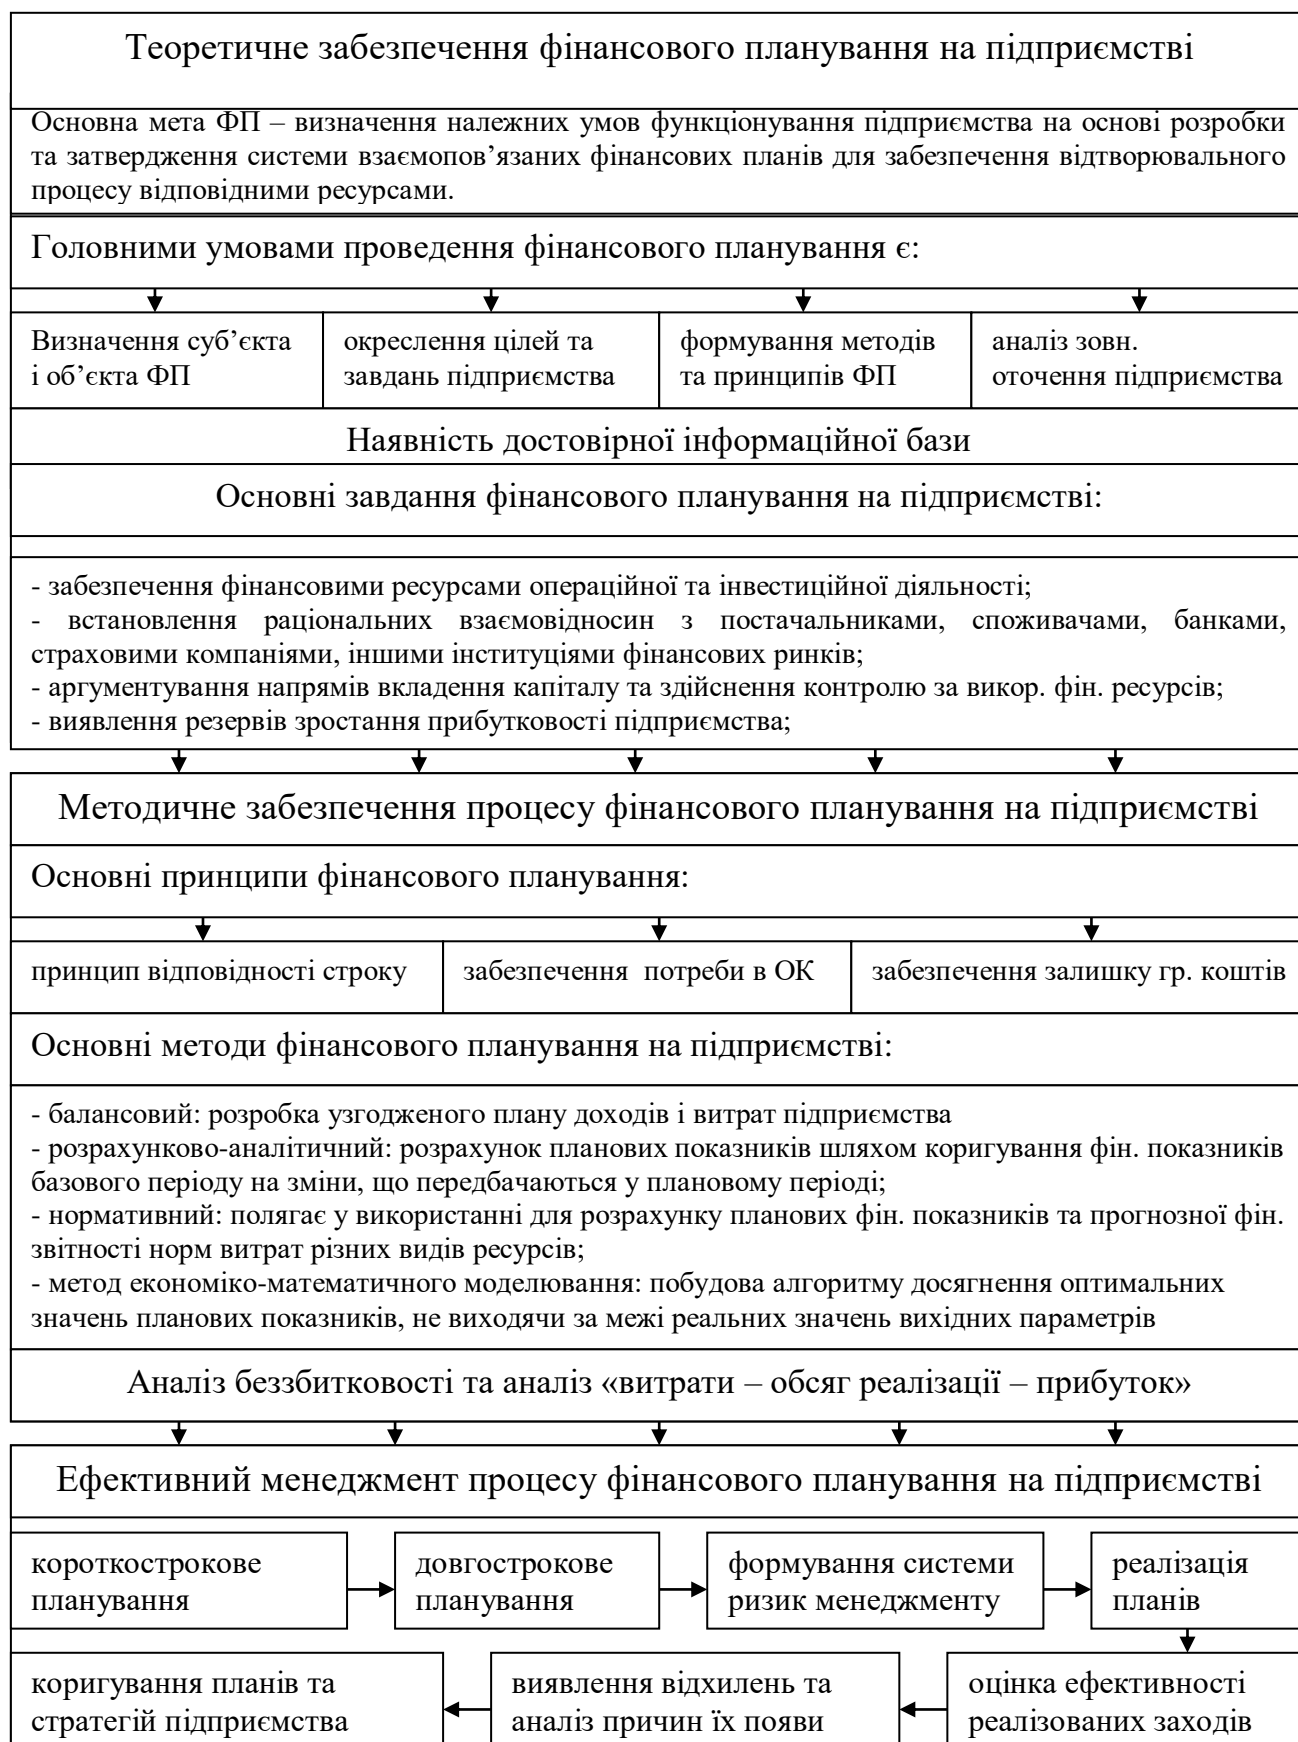 Теоретичне забезпечення фінансового планування на підприємстві
Основна мета ФП – визначення належних умов функціонування підприємства на основі розробки
та затвердження системи взаємопов’язаних фінансових планів для забезпечення відтворювального
процесу відповідними ресурсами.
Головними умовами проведення фінансового планування є:
Визначення суб’єкта
і об’єкта ФП
окреслення цілей та
завдань підприємства
формування методів
та принципів ФП
аналіз зовн.
оточення підприємства
Наявність достовірної інформаційної бази
Основні завдання фінансового планування на підприємстві:
- забезпечення фінансовими ресурсами операційної та інвестиційної діяльності;
- встановлення раціональних взаємовідносин з постачальниками, споживачами, банками,
страховими компаніями, іншими інституціями фінансових ринків;
- аргументування напрямів вкладення капіталу та здійснення контролю за викор. фін. ресурсів;
- виявлення резервів зростання прибутковості підприємства;
Методичне забезпечення процесу фінансового планування на підприємстві
Основні принципи фінансового планування:
принцип відповідності строку
забезпечення потреби в ОК
забезпечення залишку гр. коштів
Основні методи фінансового планування на підприємстві:
- балансовий: розробка узгодженого плану доходів і витрат підприємства
- розрахунково-аналітичний: розрахунок планових показників шляхом коригування фін. показників
базового періоду на зміни, що передбачаються у плановому періоді;
- нормативний: полягає у використанні для розрахунку планових фін. показників та прогнозної фін.
звітності норм витрат різних видів ресурсів;
- метод економіко-математичного моделювання: побудова алгоритму досягнення оптимальних
значень планових показників, не виходячи за межі реальних значень вихідних параметрів
Аналіз беззбитковості та аналіз «витрати – обсяг реалізації – прибуток»
Ефективний менеджмент процесу фінансового планування на підприємстві
короткострокове
планування
довгострокове
планування
формування системи
ризик менеджменту
реалізація
планів
коригування планів та
стратегій підприємства
виявлення відхилень та
аналіз причин їх появи
оцінка ефективності
реалізованих заходів